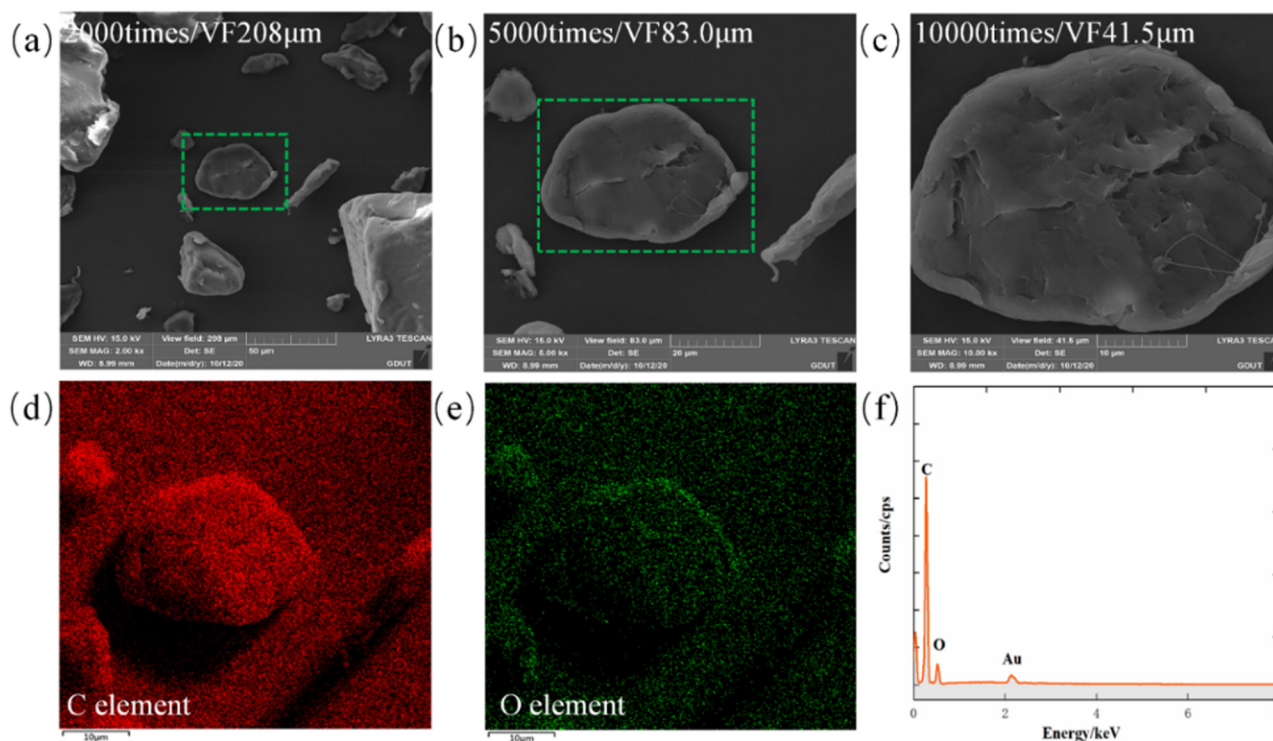 (a) 2000times/VF208μm
SEM HV: 15.0 kV View field: 208 μm LYRA3 TESCAN
SEM MAG: 2.00 kx Det: SE 50 μm
WD: 8.99 mm Date(m/d/y): 10/12/20 GDUT
(b) 5000times/VF83.0μm
SEM HV: 15.0 kV View field: 83.0 μm LYRA3 TESCAN
SEM MAG: 5.00 kx Det: SE 20 μm
WD: 8.99 mm Date(m/d/y): 10/12/20 GDUT
(c) 10000times/VF41.5μm
SEM HV: 15.0 kV View field: 41.5 μm LYRA3 TESCAN
SEM MAG: 10.00 kx Det: SE 10 μm
WD: 8.99 mm Date(m/d/y): 10/12/20 GDUT
(d)
C element
10μm
(e)
O element
10μm
(f)
Counts/cps
C
O
Au
0 2 4 6
Energy/keV